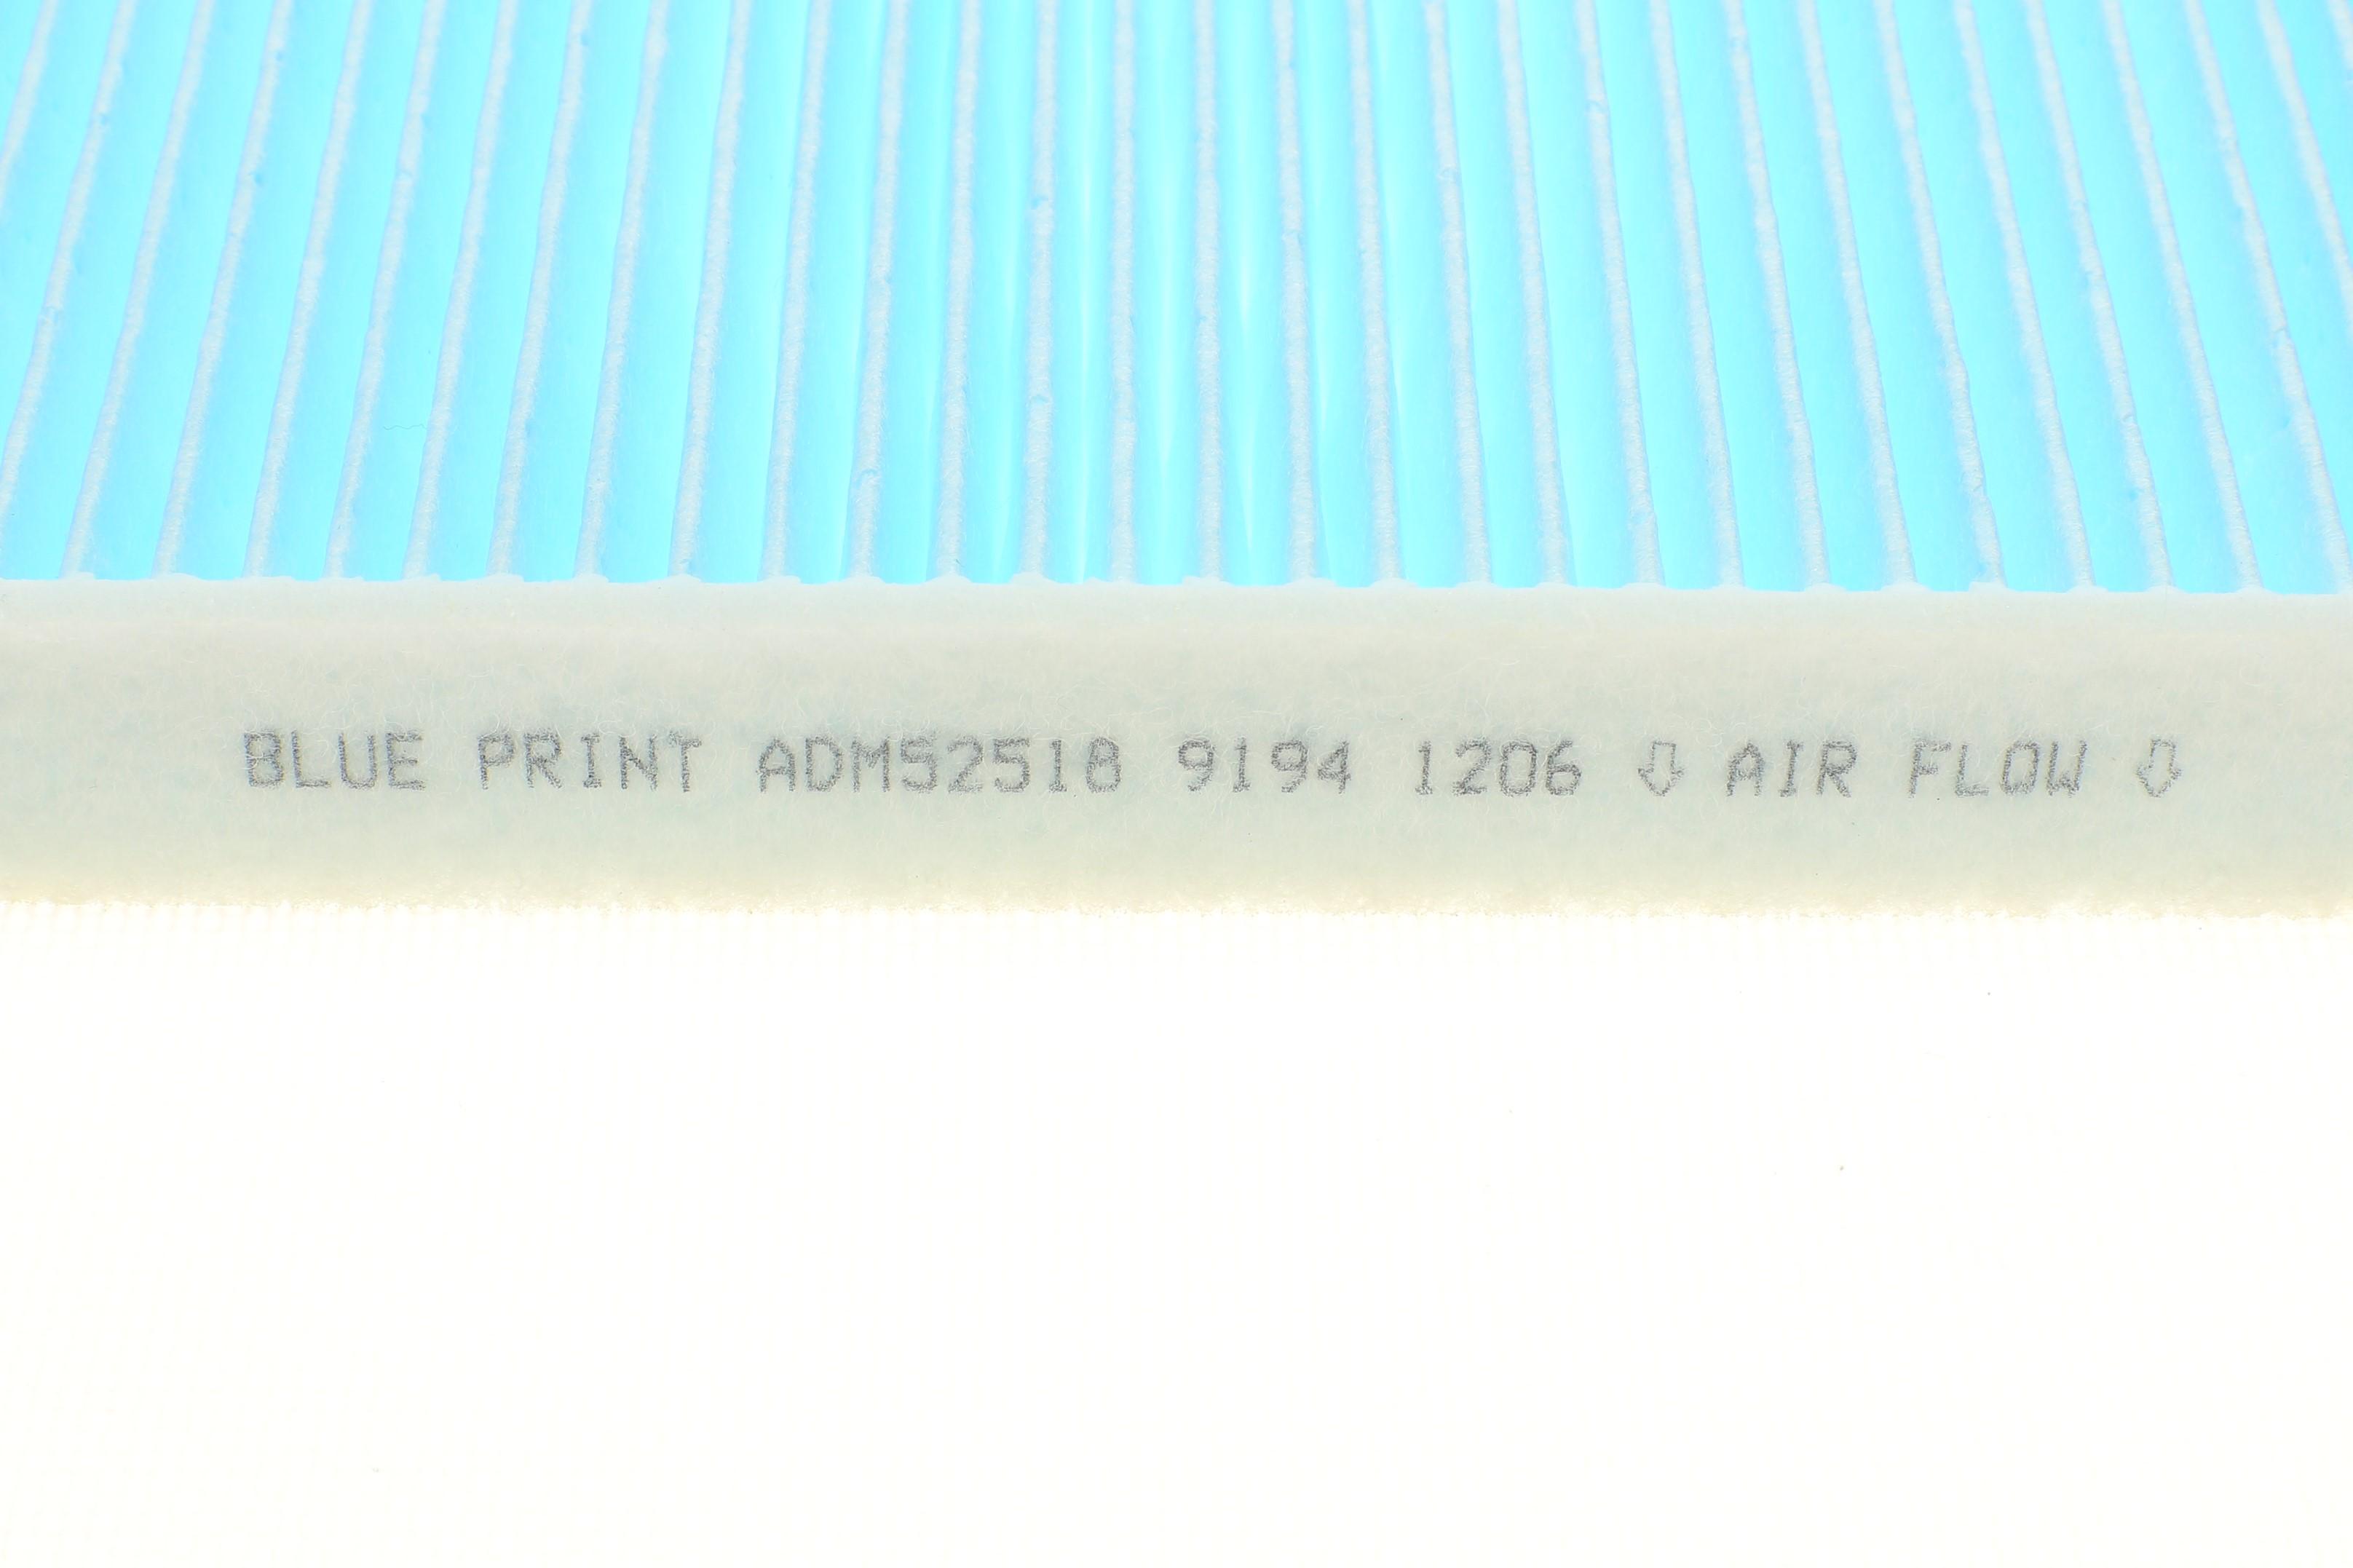 BLUE PRINT ADM52518 9194 1206 ⇩ AIR FLOW ⇩